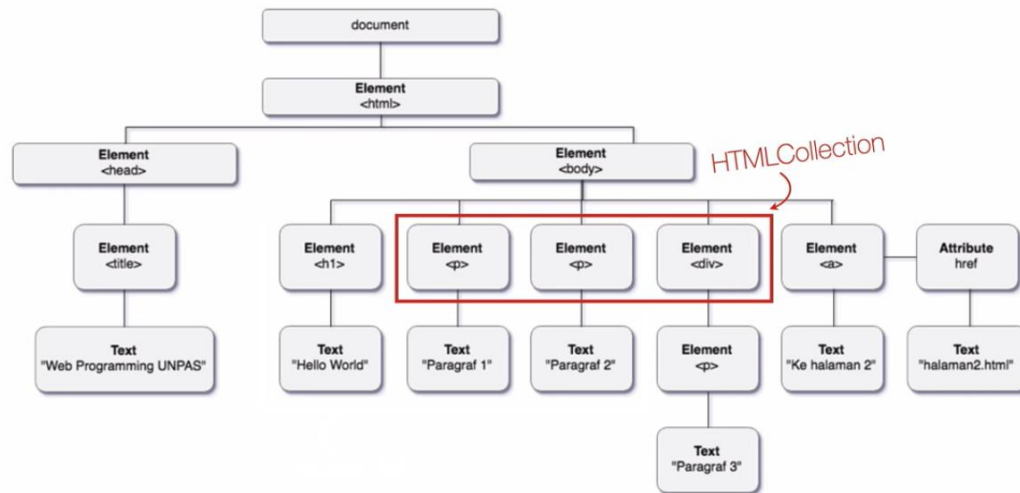 document
Element
<html>
Element
<head>
Element
<body>
HTMLCollection
Element
<title>
Element
<h1>
Element
<p>
Element
<p>
Element
<div>
Element
<a>
Attribute
href
Text
"Web Programming UNPAS"
Text
"Hello World"
Text
"Paragraf 1"
Text
"Paragraf 2"
Element
<p>
Text
"Ke halaman 2"
Text
"halaman2.html"
Text
"Paragraf 3"